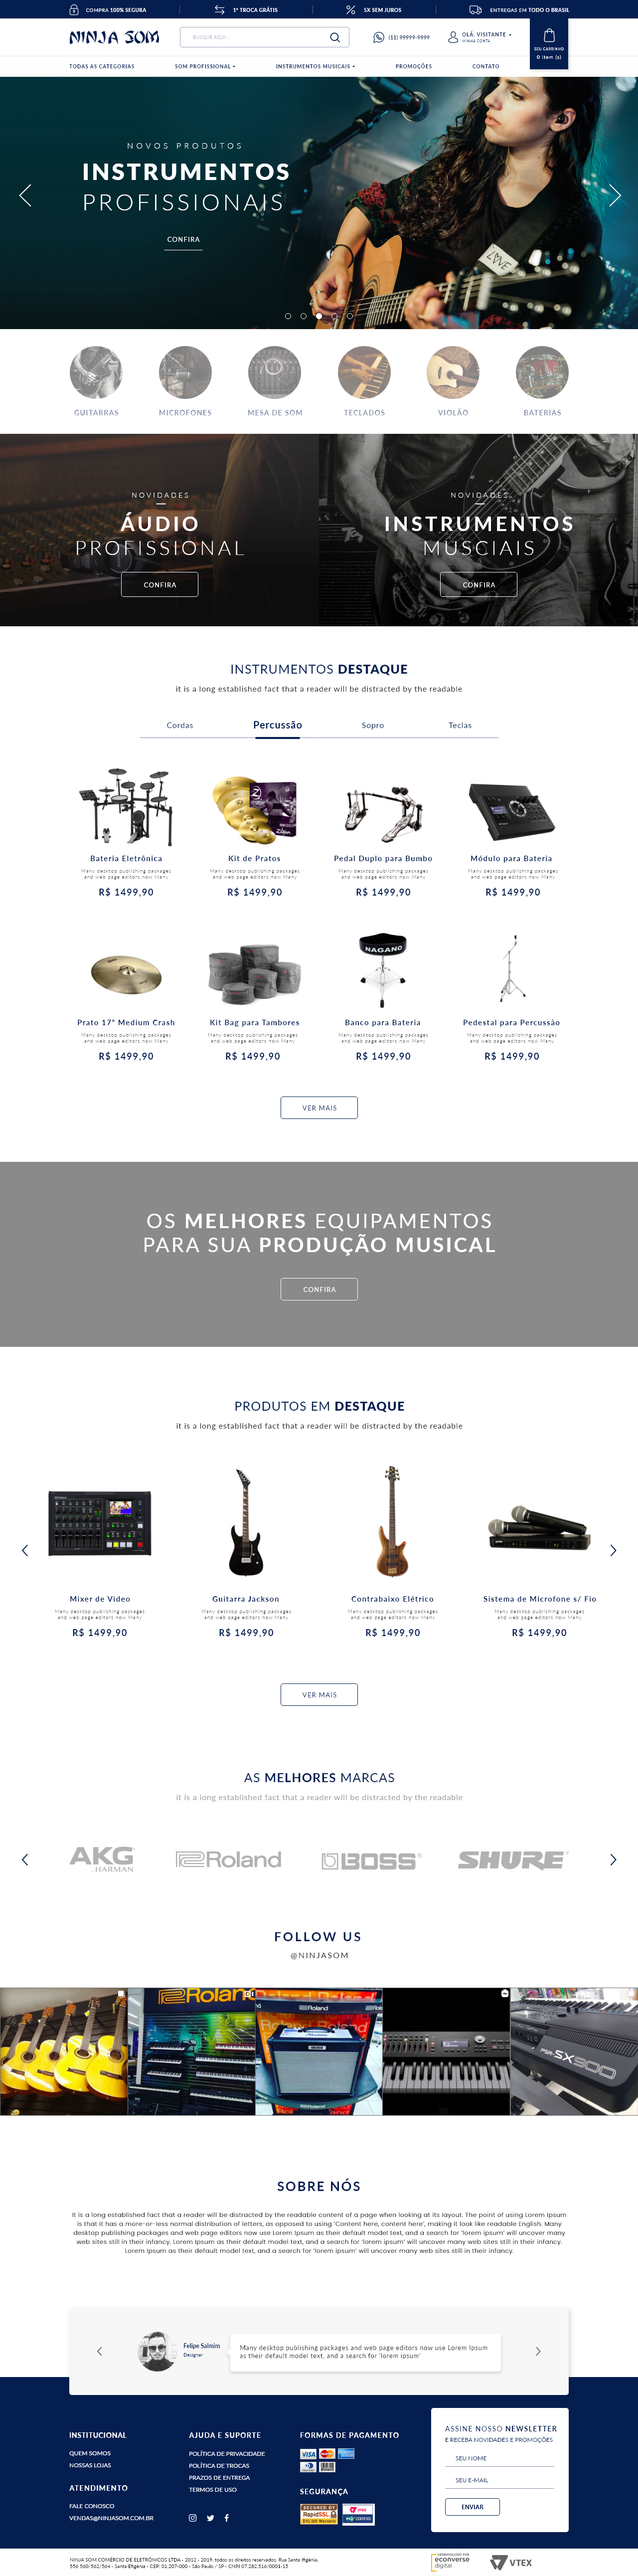 COMPRA 100% SEGURA
1ª TROCA GRÁTIS
5X SEM JUROS
ENTREGAS EM TODO O BRASIL
NINJA SOM
BUSQUE AQUI...
(11) 99999-9999
OLÁ, VISITANTE
MINHA CONTA
SEU CARRINHO
0 item (s)
TODAS AS CATEGORIAS
SOM PROFISSIONAL
INSTRUMENTOS MUSICAIS
PROMOÇÕES
CONTATO
NOVOS PRODUTOS
INSTRUMENTOS
PROFISSIONAIS
CONFIRA
LOVE
GUITARRAS
MICROFONES
MESA DE SOM
TECLADOS
VIOLÃO
BATERIAS
NOVIDADES
ÁUDIO
PROFISSIONAL
CONFIRA
NOVIDADES
INSTRUMENTOS
MUSCIAIS
CONFIRA
INSTRUMENTOS DESTAQUE
it is a long established fact that a reader will be distracted by the readable
Cordas
Percussão
Sopro
Teclas
Bateria Eletrônica
Many desktop publishing packages
and web page editors now Many
R$ 1499,90
Kit de Pratos
Many desktop publishing packages
and web page editors now Many
R$ 1499,90
Pedal Duplo para Bumbo
Many desktop publishing packages
and web page editors now Many
R$ 1499,90
Módulo para Bateria
Many desktop publishing packages
and web page editors now Many
R$ 1499,90
NAGANO
Prato 17" Medium Crash
Many desktop publishing packages
and web page editors now Many
R$ 1499,90
Kit Bag para Tambores
Many desktop publishing packages
and web page editors now Many
R$ 1499,90
Banco para Bateria
Many desktop publishing packages
and web page editors now Many
R$ 1499,90
Pedestal para Percussão
Many desktop publishing packages
and web page editors now Many
R$ 1499,90
VER MAIS
OS MELHORES EQUIPAMENTOS
PARA SUA PRODUÇÃO MUSICAL
CONFIRA
PRODUTOS EM DESTAQUE
it is a long established fact that a reader will be distracted by the readable
Mixer de Video
Many desktop publishing packages
and web page editors now Many
R$ 1499,90
Guitarra Jackson
Many desktop publishing packages
and web page editors now Many
R$ 1499,90
Contrabaixo Elétrico
Many desktop publishing packages
and web page editors now Many
R$ 1499,90
Sistema de Microfone s/ Fio
Many desktop publishing packages
and web page editors now Many
R$ 1499,90
VER MAIS
AS MELHORES MARCAS
it is a long established fact that a reader will be distracted by the readable
AKG
by HARMAN
Roland
BOSS
SHURE
FOLLOW US
@NINJASOM
Roland
Roland
Roland
PSR-SX900
SOBRE NÓS
It is a long established fact that a reader will be distracted by the readable content of a page when looking at its layout. The point of using Lorem Ipsum
is that it has a more-or-less normal distribution of letters, as opposed to using 'Content here, content here', making it look like readable English. Many
desktop publishing packages and web page editors now use Lorem Ipsum as their default model text, and a search for 'lorem ipsum' will uncover many
web sites still in their infancy. Lorem Ipsum as their default model text, and a search for 'lorem ipsum' will uncover many web sites still in their infancy.
Lorem Ipsum as their default model text, and a search for 'lorem ipsum' will uncover many web sites still in their infancy.
Felipe Salmim
Designer
Many desktop publishing packages and web page editors now use Lorem Ipsum
as their default model text, and a search for 'lorem ipsum'
INSTITUCIONAL
QUEM SOMOS
NOSSAS LOJAS
ATENDIMENTO
FALE CONOSCO
VENDAS@NINJASOM.COM.BR
AJUDA E SUPORTE
POLÍTICA DE PRIVACIDADE
POLÍTICA DE TROCAS
PRAZOS DE ENTREGA
TERMOS DE USO
FORMAS DE PAGAMENTO
VISA
SEGURANÇA
SECURED BY
RapidSSL
VTEX
ASSINE NOSSO NEWSLETTER
E RECEBA NOVIDADES E PROMOÇÕES
SEU NOME
SEU E-MAIL
ENVIAR
NINJA SOM COMÉRCIO DE ELETRÔNICOS LTDA - 2012 - 2019, todos os direitos reservados. Rua Santa Ifigênia,
556 560/562/564 - Santa Efigênia - CEP: 01.207-000 - São Paulo / SP - CNPJ 07.282.516/0001-15
DESENVOLVIDO POR
econverse
digital
VTEX